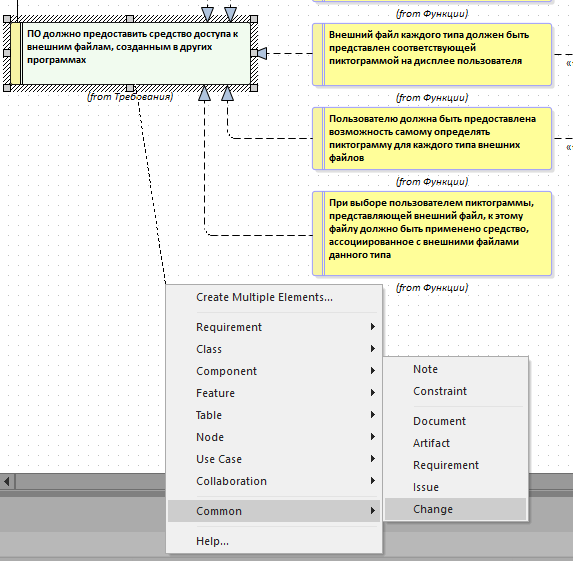 (from Функции)
ПО должно предоставить средство доступа к
внешним файлам, созданным в других
программах
(from Требования)
Внешний файл каждого типа должен быть
представлен соответствующей
пиктограммой на дисплее пользователя
«
(from Функции)
Пользователю должна быть предоставлена
возможность самому определять
пиктограмму для каждого типа внешних
файлов
«
(from Функции)
При выборе пользователем пиктограммы,
представляющей внешний файл, к этому
файлу должно быть применено средство,
ассоциированное с внешними файлами
данного типа
(from Функции)
Create Multiple Elements...
Requirement
Class
Component
Feature
Table
Node
Use Case
Collaboration
Common
Help...
Note
Constraint
Document
Artifact
Requirement
Issue
Change